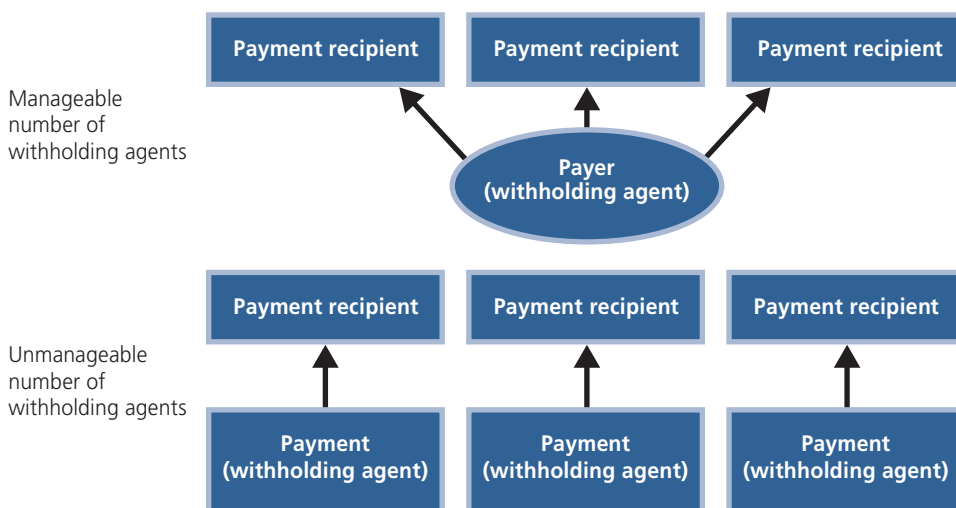 Manageable
number of
withholding agents
Payment recipient
Payment recipient
Payment recipient
Payer
(withholding agent)
Unmanageable
number of
withholding agents
Payment recipient
Payment recipient
Payment recipient
Payment
(withholding agent)
Payment
(withholding agent)
Payment
(withholding agent)